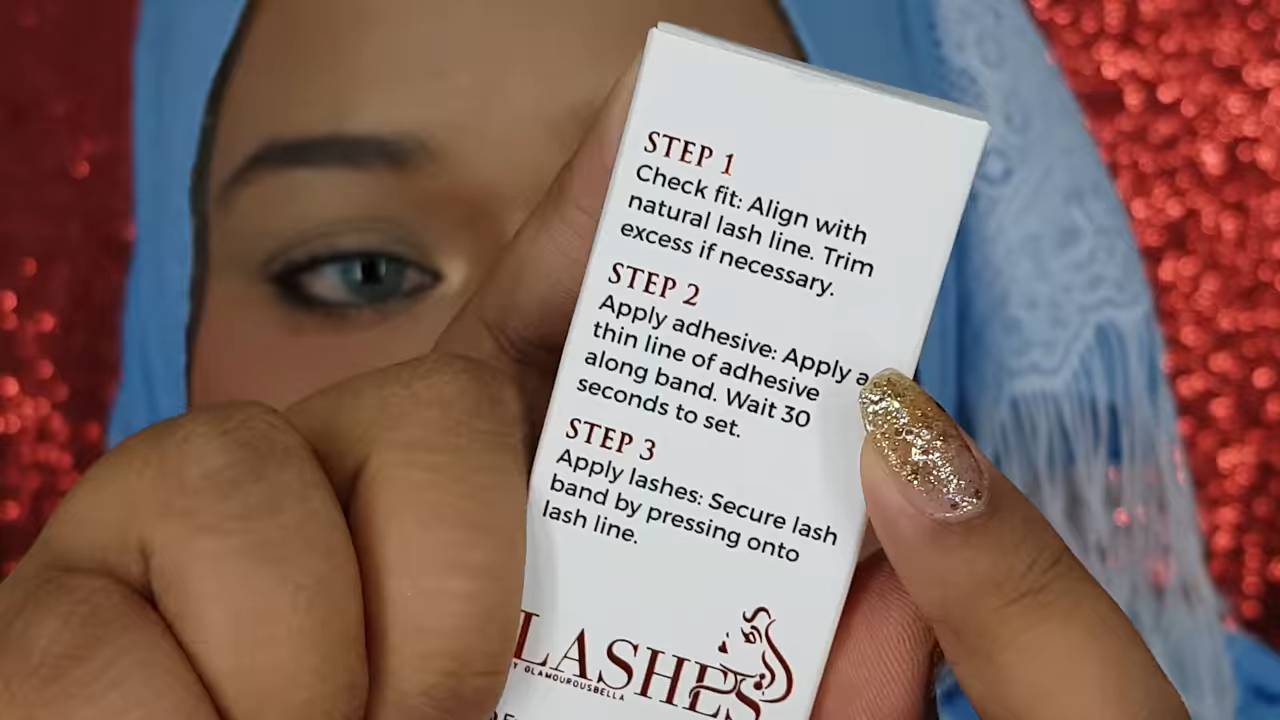 STEP 1
Check fit: Align with
natural lash line. Trim
excess if necessary.
STEP 2
Apply adhesive: Apply a
thin line of adhesive
along band. Wait 30
seconds to set.
STEP 3
Apply lashes: Secure lash
band by pressing onto
lash line.
LASHES
GLAMOUROUSBELLA